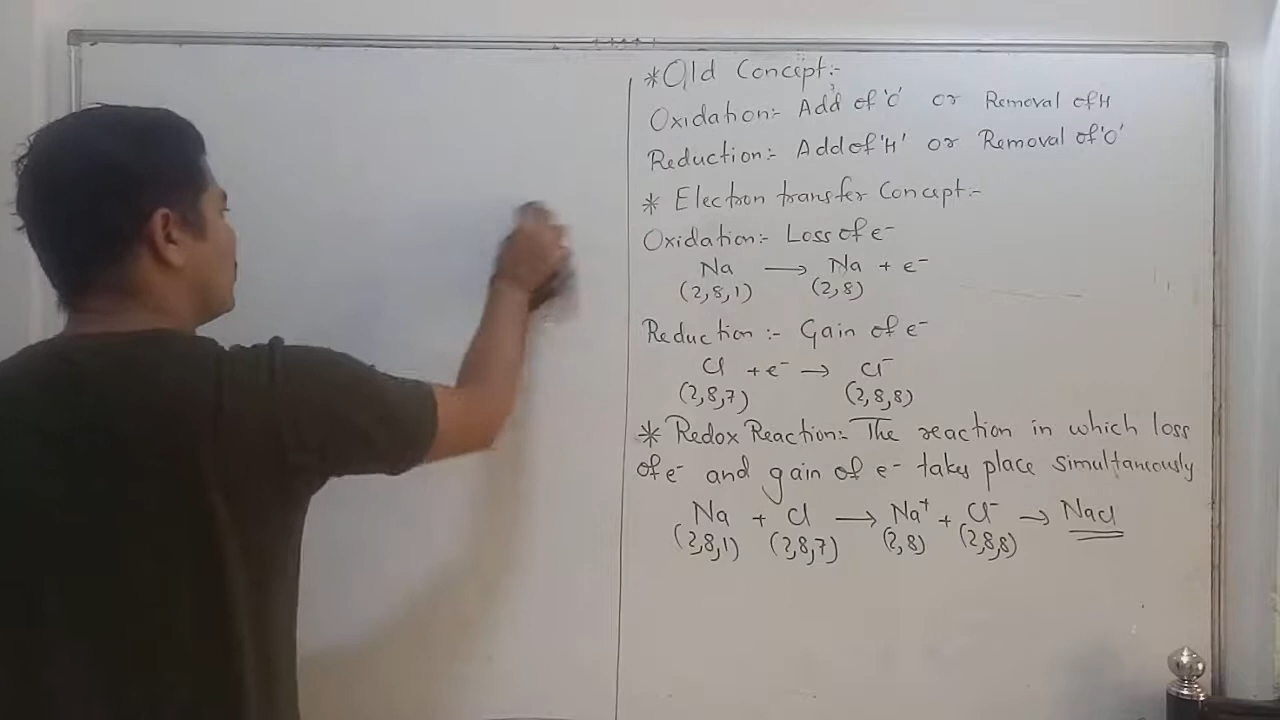 *Old Concept:-
Oxidation:- Add of 'O' or Removal of H
Reduction:- Add of 'H' or Removal of 'O'
* Electron transfer Concept:-
Oxidation:- Loss of e⁻
Na → Na + e⁻
(2,8,1) (2,8)
Reduction :- Gain of e⁻
Cl + e⁻ → Cl⁻
(2,8,7) (2,8,8)
* Redox Reaction:- The reaction in which loss
of e⁻ and gain of e⁻ takes place simultaneously
Na + Cl → Na⁺ + Cl⁻ → NaCl
(2,8,1) (2,8,7) (2,8) (2,8,8)